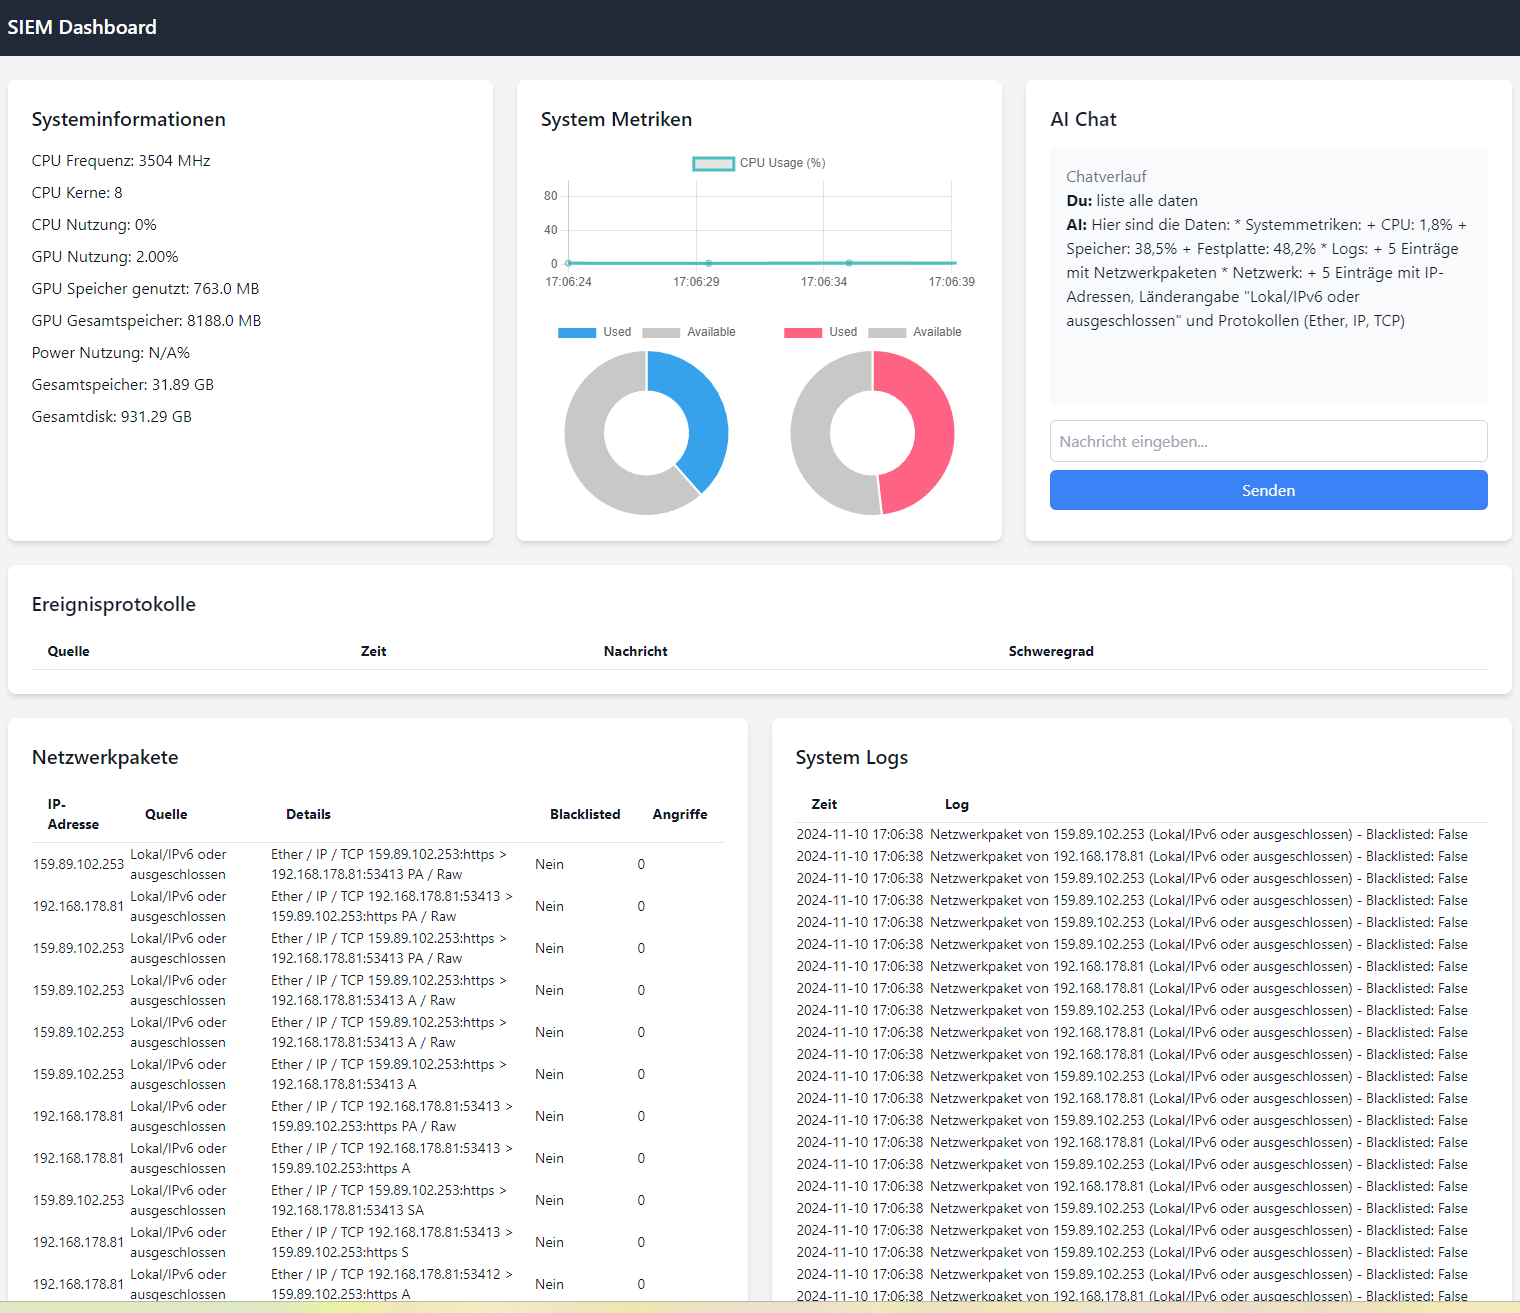 SIEM Dashboard
Systeminformationen
CPU Frequenz: 3504 MHz
CPU Kerne: 8
CPU Nutzung: 0%
GPU Nutzung: 2.00%
GPU Speicher genutzt: 763.0 MB
GPU Gesamtspeicher: 8188.0 MB
Power Nutzung: N/A%
Gesamtspeicher: 31.89 GB
Gesamtdisk: 931.29 GB
System Metriken
CPU Usage (%)
80
40
0
17:06:24 17:06:29 17:06:34 17:06:39
Used Available
Used Available
AI Chat
Chatverlauf
Du: liste alle daten
AI: Hier sind die Daten: * Systemmetriken: + CPU: 1,8% +
Speicher: 38,5% + Festplatte: 48,2% * Logs: + 5 Einträge
mit Netzwerkpaketen * Netzwerk: + 5 Einträge mit IP-
Adressen, Länderangabe "Lokal/IPv6 oder
ausgeschlossen" und Protokollen (Ether, IP, TCP)
Nachricht eingeben...
Senden
Ereignisprotokolle
Quelle Zeit Nachricht Schweregrad
Netzwerkpakete
IP-
Adresse Quelle Details Blacklisted Angriffe
159.89.102.253 Lokal/IPv6 oder Ether / IP / TCP 159.89.102.253:https > Nein 0
ausgeschlossen 192.168.178.81:53413 PA / Raw
192.168.178.81 Lokal/IPv6 oder Ether / IP / TCP 192.168.178.81:53413 > Nein 0
ausgeschlossen 159.89.102.253:https PA / Raw
159.89.102.253 Lokal/IPv6 oder Ether / IP / TCP 159.89.102.253:https > Nein 0
ausgeschlossen 192.168.178.81:53413 PA / Raw
159.89.102.253 Lokal/IPv6 oder Ether / IP / TCP 159.89.102.253:https > Nein 0
ausgeschlossen 192.168.178.81:53413 A / Raw
159.89.102.253 Lokal/IPv6 oder Ether / IP / TCP 159.89.102.253:https > Nein 0
ausgeschlossen 192.168.178.81:53413 A / Raw
159.89.102.253 Lokal/IPv6 oder Ether / IP / TCP 159.89.102.253:https > Nein 0
ausgeschlossen 192.168.178.81:53413 A
192.168.178.81 Lokal/IPv6 oder Ether / IP / TCP 192.168.178.81:53413 > Nein 0
ausgeschlossen 159.89.102.253:https PA / Raw
192.168.178.81 Lokal/IPv6 oder Ether / IP / TCP 192.168.178.81:53413 > Nein 0
ausgeschlossen 159.89.102.253:https A
159.89.102.253 Lokal/IPv6 oder Ether / IP / TCP 159.89.102.253:https > Nein 0
ausgeschlossen 192.168.178.81:53413 SA
192.168.178.81 Lokal/IPv6 oder Ether / IP / TCP 192.168.178.81:53413 > Nein 0
ausgeschlossen 159.89.102.253:https S
192.168.178.81 Lokal/IPv6 oder Ether / IP / TCP 192.168.178.81:53412 > Nein 0
ausgeschlossen 159.89.102.253:https A
System Logs
Zeit Log
2024-11-10 17:06:38 Netzwerkpaket von 159.89.102.253 (Lokal/IPv6 oder ausgeschlossen) - Blacklisted: False
2024-11-10 17:06:38 Netzwerkpaket von 192.168.178.81 (Lokal/IPv6 oder ausgeschlossen) - Blacklisted: False
2024-11-10 17:06:38 Netzwerkpaket von 159.89.102.253 (Lokal/IPv6 oder ausgeschlossen) - Blacklisted: False
2024-11-10 17:06:38 Netzwerkpaket von 159.89.102.253 (Lokal/IPv6 oder ausgeschlossen) - Blacklisted: False
2024-11-10 17:06:38 Netzwerkpaket von 159.89.102.253 (Lokal/IPv6 oder ausgeschlossen) - Blacklisted: False
2024-11-10 17:06:38 Netzwerkpaket von 159.89.102.253 (Lokal/IPv6 oder ausgeschlossen) - Blacklisted: False
2024-11-10 17:06:38 Netzwerkpaket von 192.168.178.81 (Lokal/IPv6 oder ausgeschlossen) - Blacklisted: False
2024-11-10 17:06:38 Netzwerkpaket von 192.168.178.81 (Lokal/IPv6 oder ausgeschlossen) - Blacklisted: False
2024-11-10 17:06:38 Netzwerkpaket von 159.89.102.253 (Lokal/IPv6 oder ausgeschlossen) - Blacklisted: False
2024-11-10 17:06:38 Netzwerkpaket von 192.168.178.81 (Lokal/IPv6 oder ausgeschlossen) - Blacklisted: False
2024-11-10 17:06:38 Netzwerkpaket von 192.168.178.81 (Lokal/IPv6 oder ausgeschlossen) - Blacklisted: False
2024-11-10 17:06:38 Netzwerkpaket von 159.89.102.253 (Lokal/IPv6 oder ausgeschlossen) - Blacklisted: False
2024-11-10 17:06:38 Netzwerkpaket von 192.168.178.81 (Lokal/IPv6 oder ausgeschlossen) - Blacklisted: False
2024-11-10 17:06:38 Netzwerkpaket von 159.89.102.253 (Lokal/IPv6 oder ausgeschlossen) - Blacklisted: False
2024-11-10 17:06:38 Netzwerkpaket von 192.168.178.81 (Lokal/IPv6 oder ausgeschlossen) - Blacklisted: False
2024-11-10 17:06:38 Netzwerkpaket von 159.89.102.253 (Lokal/IPv6 oder ausgeschlossen) - Blacklisted: False
2024-11-10 17:06:38 Netzwerkpaket von 192.168.178.81 (Lokal/IPv6 oder ausgeschlossen) - Blacklisted: False
2024-11-10 17:06:38 Netzwerkpaket von 159.89.102.253 (Lokal/IPv6 oder ausgeschlossen) - Blacklisted: False
2024-11-10 17:06:38 Netzwerkpaket von 159.89.102.253 (Lokal/IPv6 oder ausgeschlossen) - Blacklisted: False
2024-11-10 17:06:38 Netzwerkpaket von 159.89.102.253 (Lokal/IPv6 oder ausgeschlossen) - Blacklisted: False
2024-11-10 17:06:38 Netzwerkpaket von 159.89.102.253 (Lokal/IPv6 oder ausgeschlossen) - Blacklisted: False
2024-11-10 17:06:38 Netzwerkpaket von 192.168.178.81 (Lokal/IPv6 oder ausgeschlossen) - Blacklisted: False